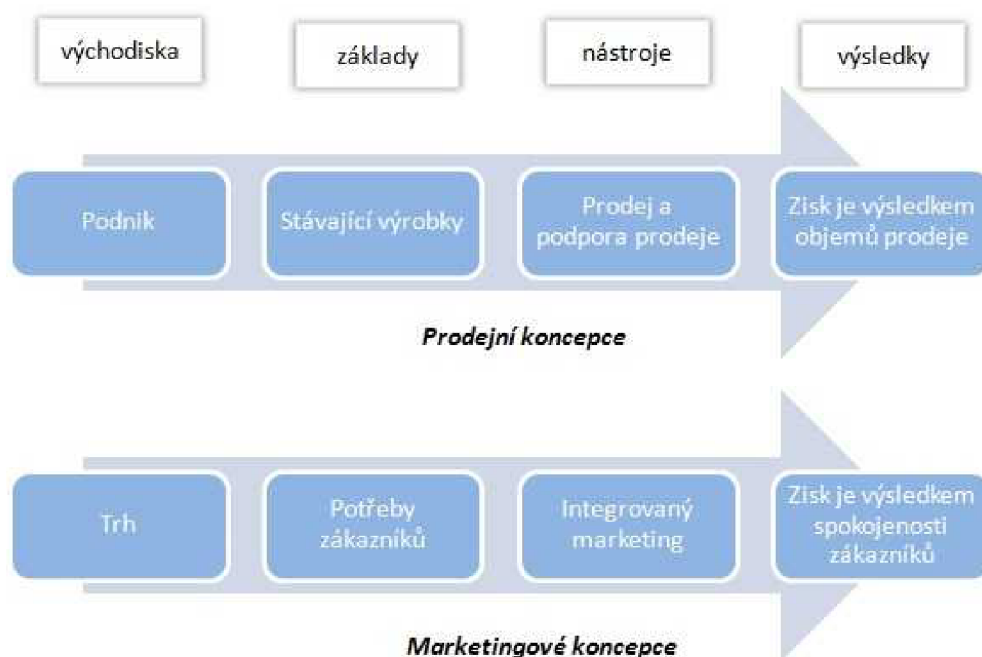 východiska
základy
nástroje
výsledky
Podnik
Stávající výrobky
Prodej a
podpora prodeje
Zisk je výsledkem
objemů prodeje
Prodejní koncepce
Trh
Potřeby
zákazníků
Integrovaný
marketing
Zisk je výsledkem
spokojenosti
zákazníků
Marketingové koncepce